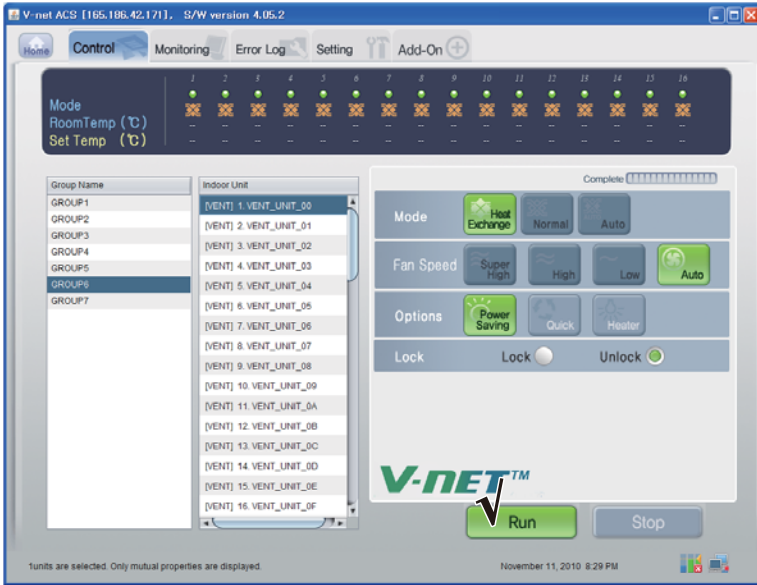 V-net ACS [165.186.42.171],   S/W version 4.05.2
Home Control Monitoring Error Log Setting Add-On
1 2 3 4 5 6 7 8 9 10 11 12 13 14 15 16
Mode
RoomTemp (℃) -- -- -- -- -- -- -- -- -- -- -- -- -- -- -- --
Set Temp (℃) -- -- -- -- -- -- -- -- -- -- -- -- -- -- -- --
Group Name
GROUP1
GROUP2
GROUP3
GROUP4
GROUP5
GROUP6
GROUP7
Indoor Unit
[VENT] 1. VENT_UNIT_00
[VENT] 2. VENT_UNIT_01
[VENT] 3. VENT_UNIT_02
[VENT] 4. VENT_UNIT_03
[VENT] 5. VENT_UNIT_04
[VENT] 6. VENT_UNIT_05
[VENT] 7. VENT_UNIT_06
[VENT] 8. VENT_UNIT_07
[VENT] 9. VENT_UNIT_08
[VENT] 10. VENT_UNIT_09
[VENT] 11. VENT_UNIT_0A
[VENT] 12. VENT_UNIT_0B
[VENT] 13. VENT_UNIT_0C
[VENT] 14. VENT_UNIT_0D
[VENT] 15. VENT_UNIT_0E
[VENT] 16. VENT_UNIT_0F
Complete
Mode Heat Exchange Normal Auto
Fan Speed Super High High Low Auto
Options Power Saving Quick Heater
Lock Lock Unlock
V-NET™
Run Stop
1units are selected. Only mutual properties are displayed.
November 11, 2010 8:29 PM